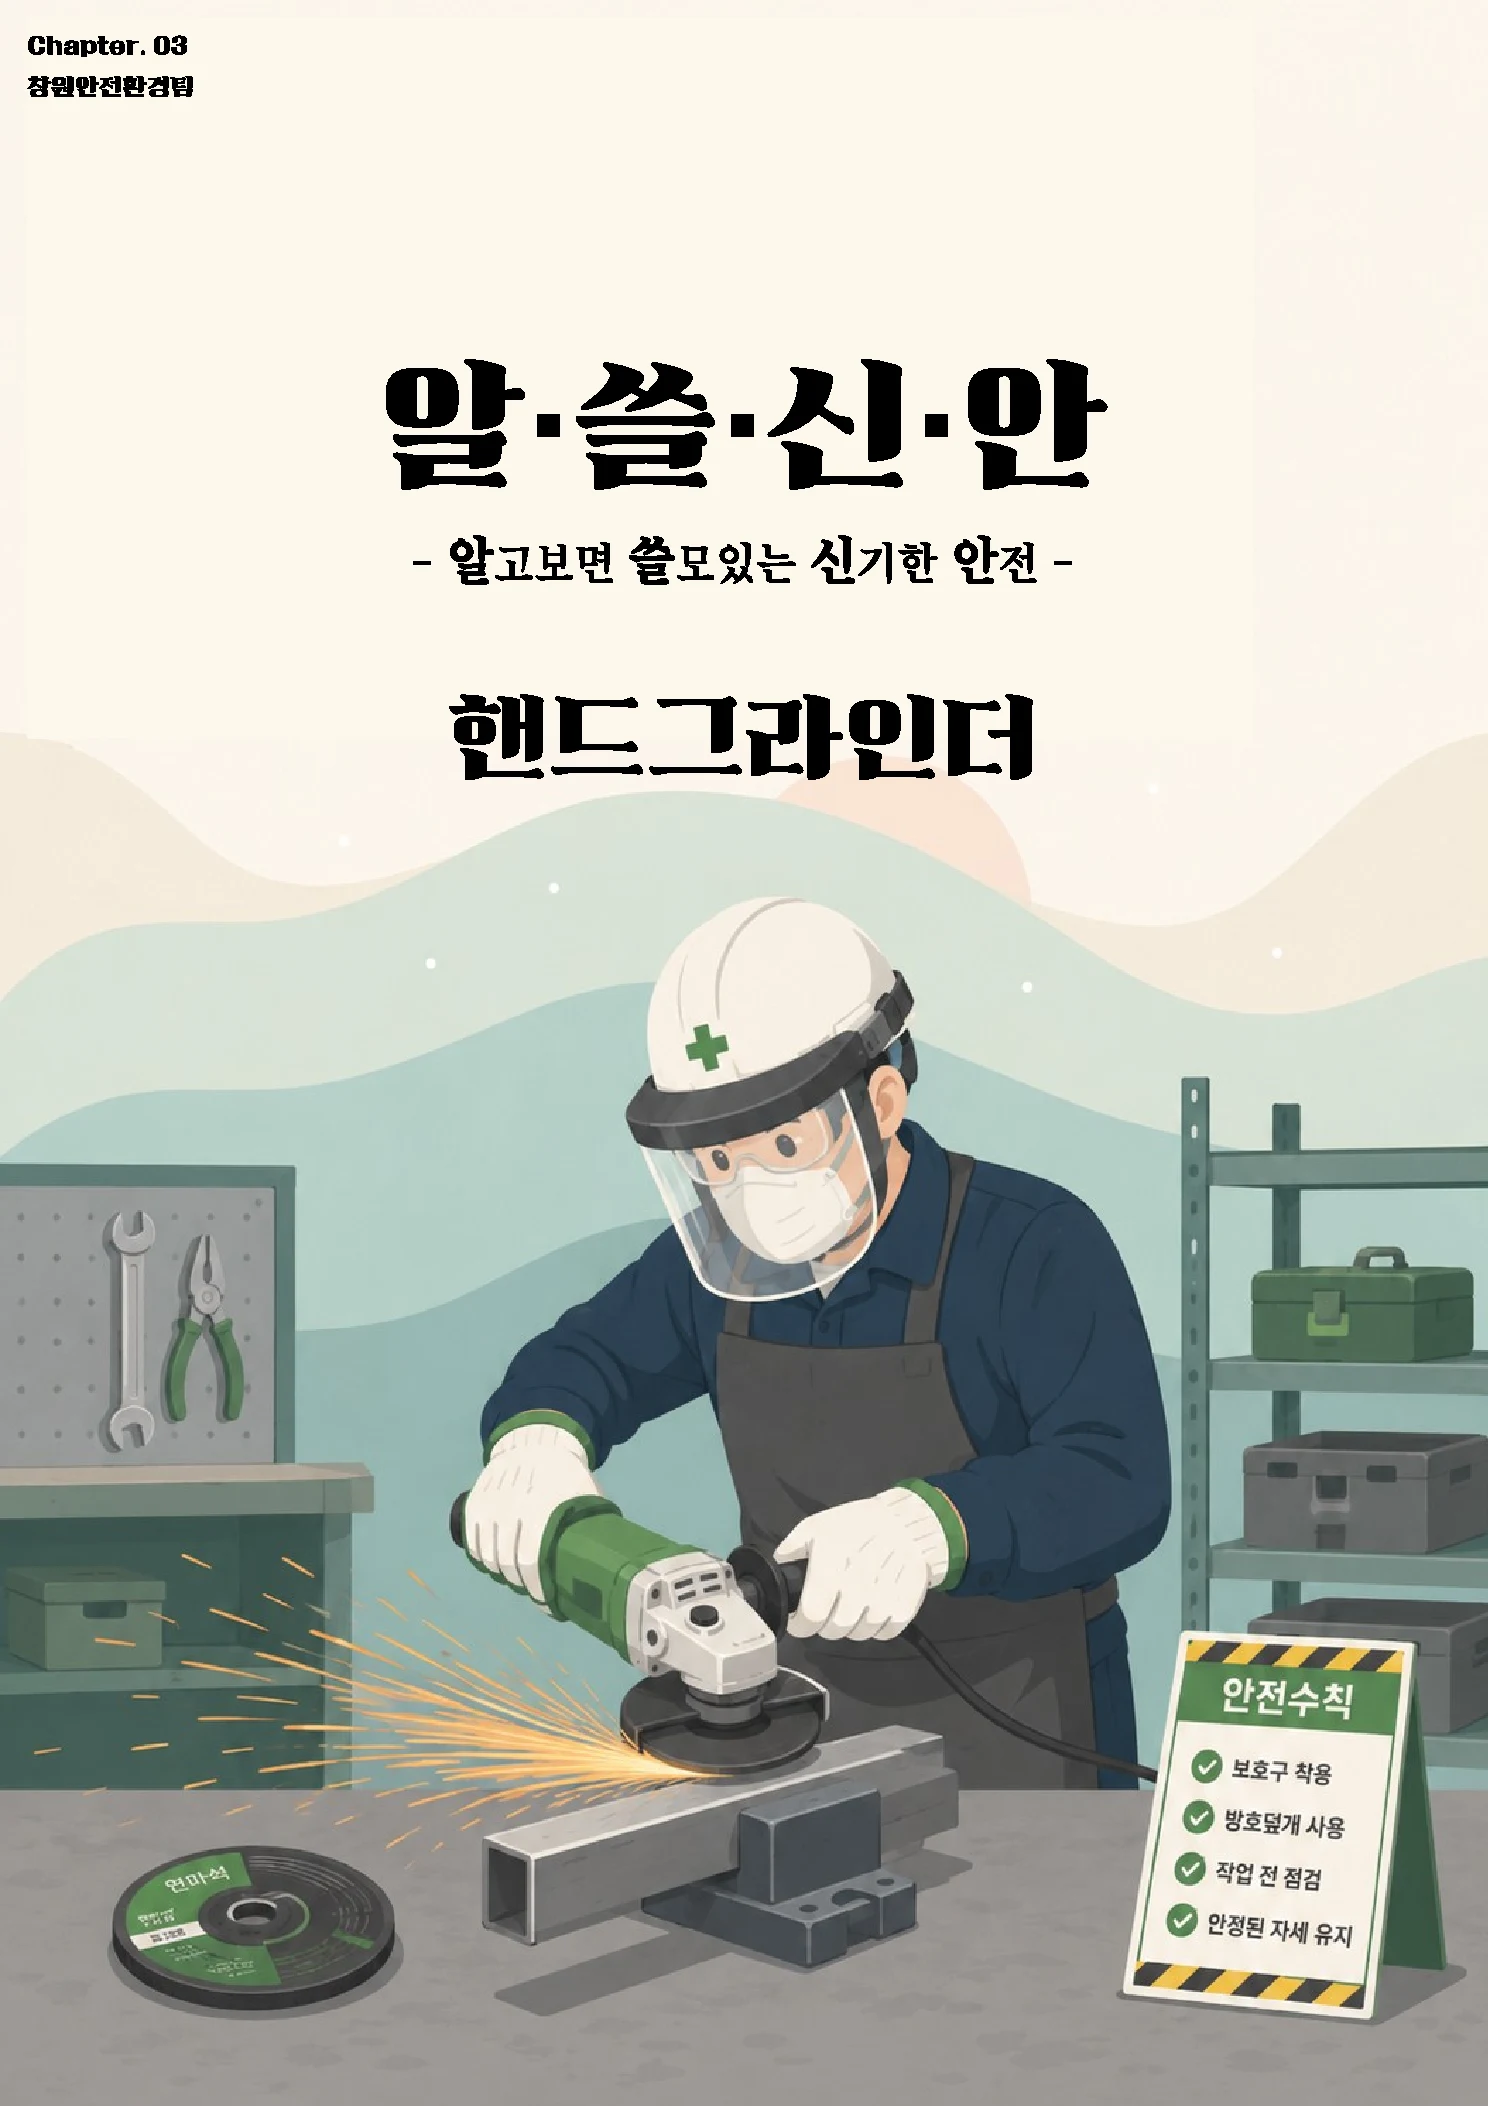 Chapter. 03
창원안전환경팀
알·쓸·신·안
- 알고보면 쓸모있는 신기한 안전 -
핸드그라인더
안전수칙
보호구 착용
방호덮개 사용
작업 전 점검
안정된 자세 유지
연마석